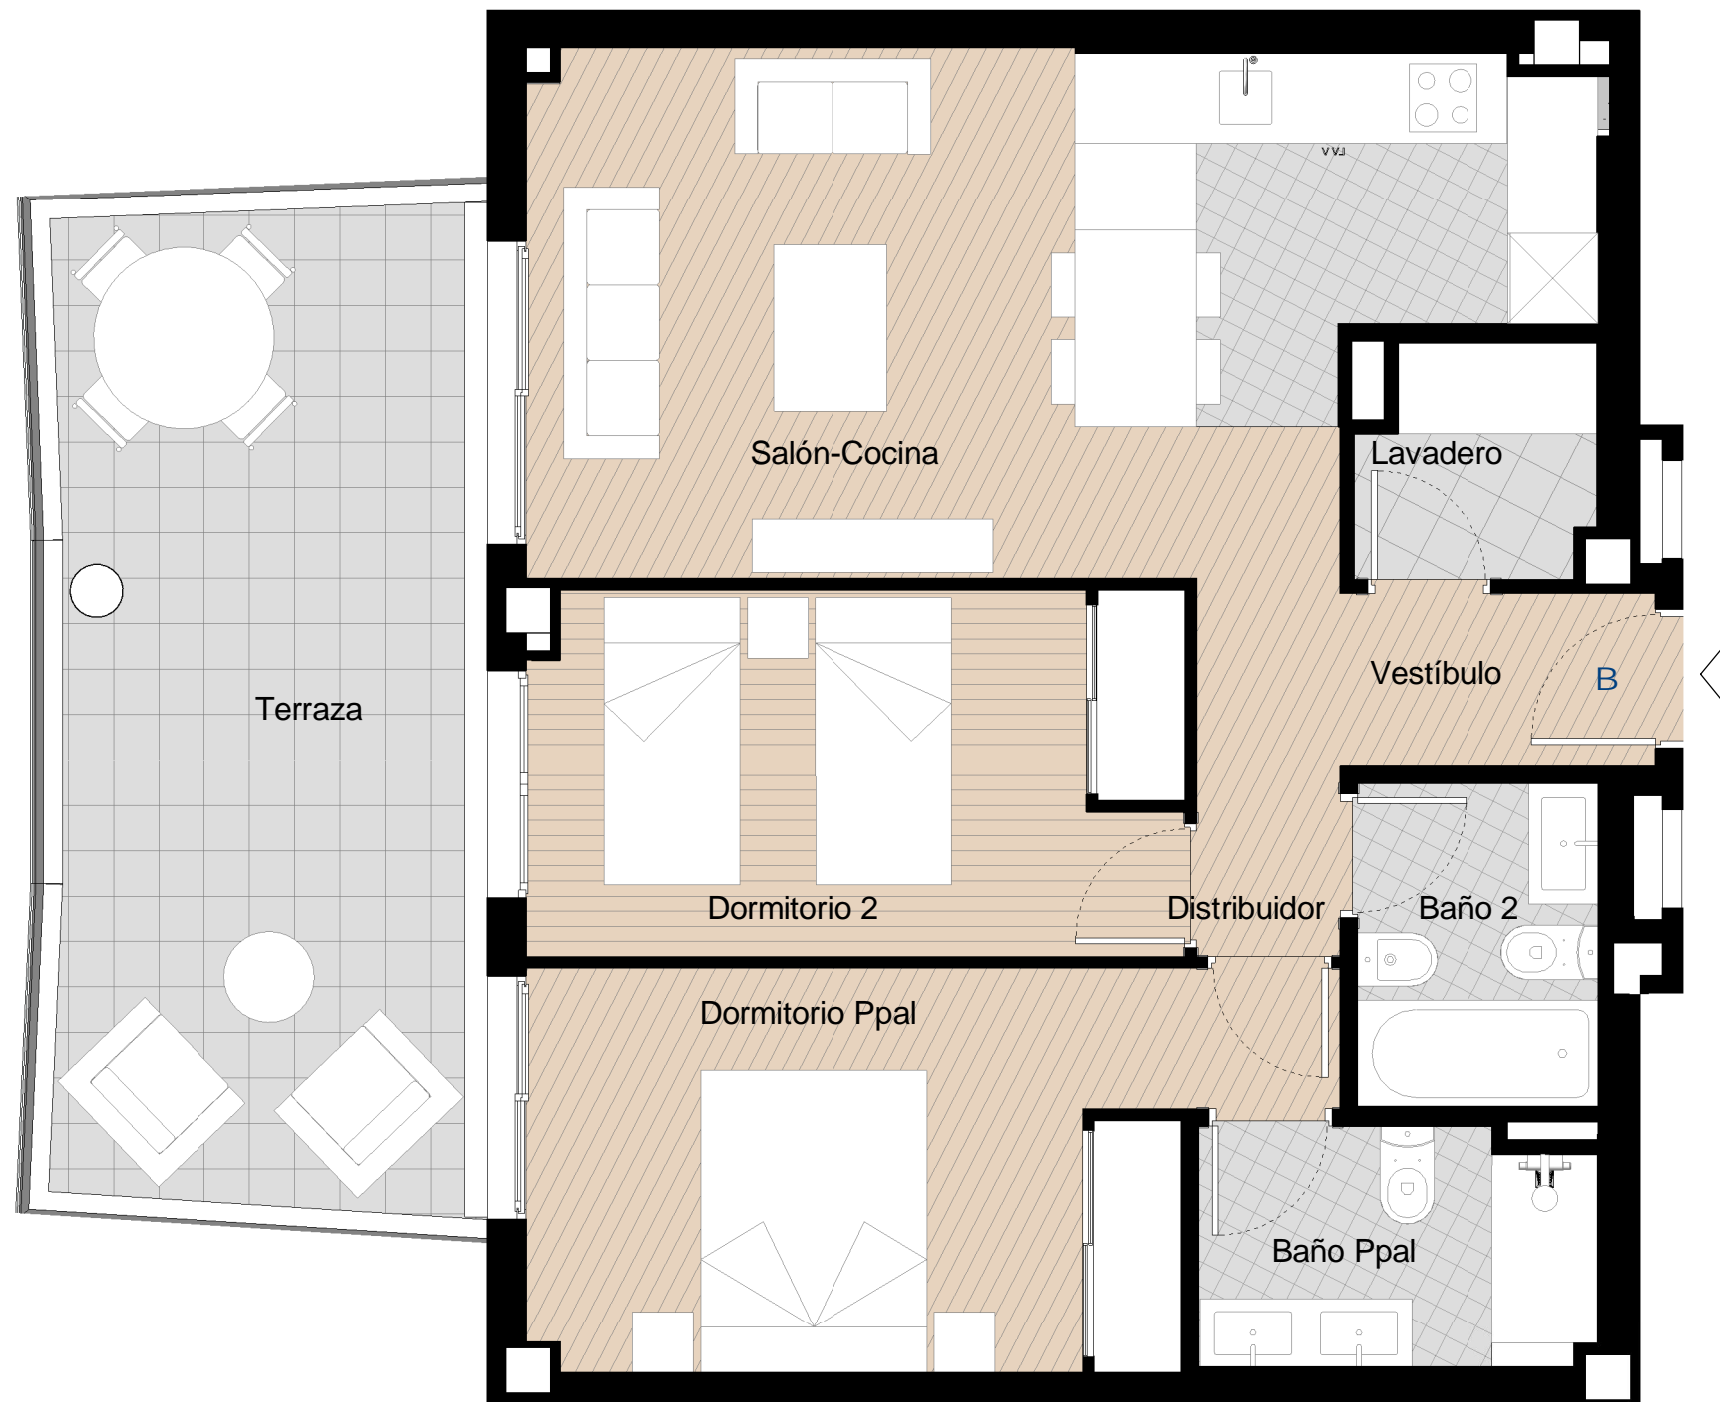 Salón-Cocina
Lavadero
Vestíbulo
B
Terraza
Dormitorio 2
Distribuidor
Baño 2
Dormitorio Ppal
Baño Ppal